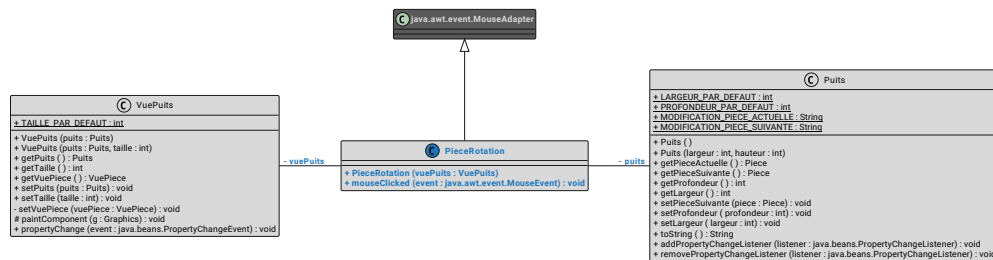 C java.awt.event.MouseAdapter
C VuePuits
+ TAILLE_PAR_DEFAUT : int
+ VuePuits (puits : Puits)
+ VuePuits (puits : Puits, taille : int)
+ getPuits ( ) : Puits
+ getTaille ( ) : int
+ getVuePiece ( ) : VuePiece
+ setPuits (puits : Puits) : void
+ setTaille (taille : int) : void
- setVuePiece (vuePiece : VuePiece) : void
# paintComponent (g : Graphics) : void
+ propertyChange (event : java.beans.PropertyChangeEvent) : void
- vuePuits
C PieceRotation
+ PieceRotation (vuePuits : VuePuits)
+ mouseClicked (event : java.awt.event.MouseEvent) : void
- puits
C Puits
+ LARGEUR_PAR_DEFAUT : int
+ PROFONDEUR_PAR_DEFAUT : int
+ MODIFICATION_PIECE_ACTUELLE : String
+ MODIFICATION_PIECE_SUIVANTE : String
+ Puits ( )
+ Puits (largeur : int, hauteur : int)
+ getPieceActuelle ( ) : Piece
+ getPieceSuivante ( ) : Piece
+ getProfondeur ( ) : int
+ getLargeur ( ) : int
+ setPieceSuivante (piece : Piece) : void
+ setProfondeur ( profondeur : int) : void
+ setLargeur ( largeur : int) : void
+ toString ( ) : String
+ addPropertyChangeListener (listener : java.beans.PropertyChangeListener) : void
+ removePropertyChangeListener (listener : java.beans.PropertyChangeListener) : void